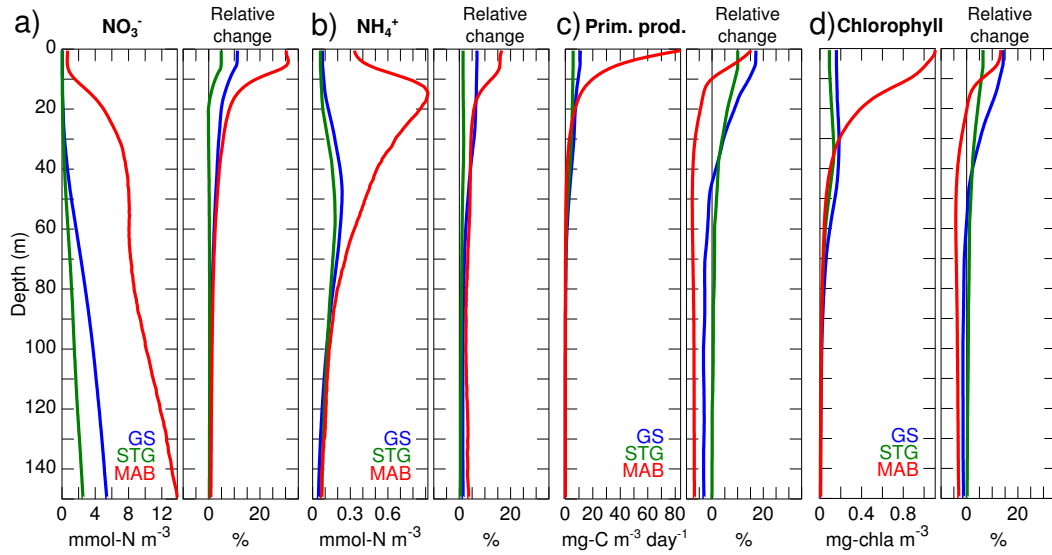 a) NO₃⁻ Relative change
b) NH₄⁺ Relative change
c) Prim. prod. Relative change
d) Chlorophyll Relative change
Depth (m)
0
20
40
60
80
100
120
140
GS
STG
MAB
GS
STG
MAB
GS
STG
MAB
GS
STG
MAB
0 4 8 12
0 20
0 0.3 0.6
0 20
0 20 40 60 80
0 20
0 0.4 0.8
0 20
mmol-N m⁻³
%
mmol-N m⁻³
%
mg-C m⁻³ day⁻¹
%
mg-chla m⁻³
%